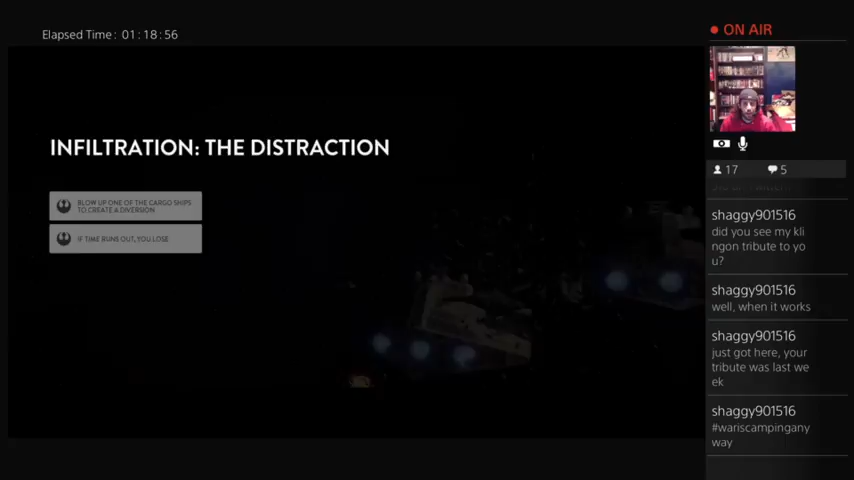 Elapsed Time: 01:18:56
ON AIR
INFILTRATION: THE DISTRACTION
BLOW UP ONE OF THE CARGO SHIPS
TO CREATE A DIVERSION
IF TIME RUNS OUT, YOU LOSE
17
5
shaggy901516
did you see my kli
ngon tribute to yo
u?
shaggy901516
well, when it works
shaggy901516
just got here, your
tribute was last we
ek
shaggy901516
#wariscampingany
way